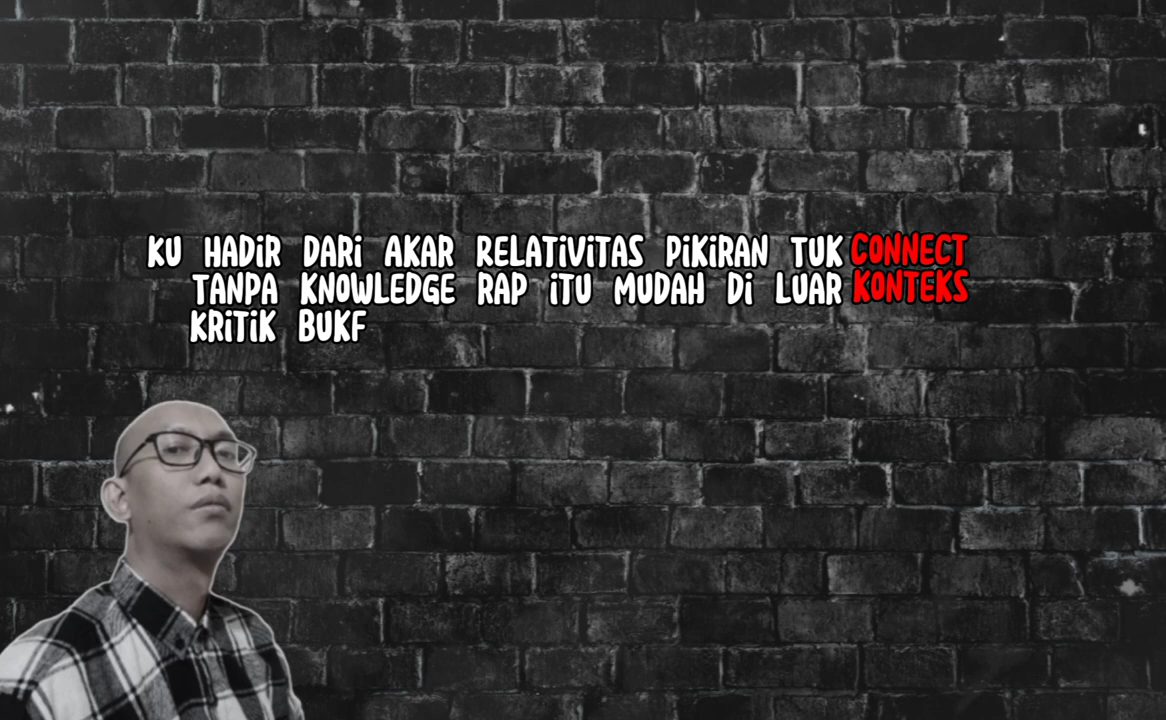 KU HADIR DARI AKAR RELATIVITAS PIKIRAN TUK CONNECT
TANPA KNOWLEDGE RAP ITU MUDAH DI LUAR KONTEKS
KRITIK BUKF